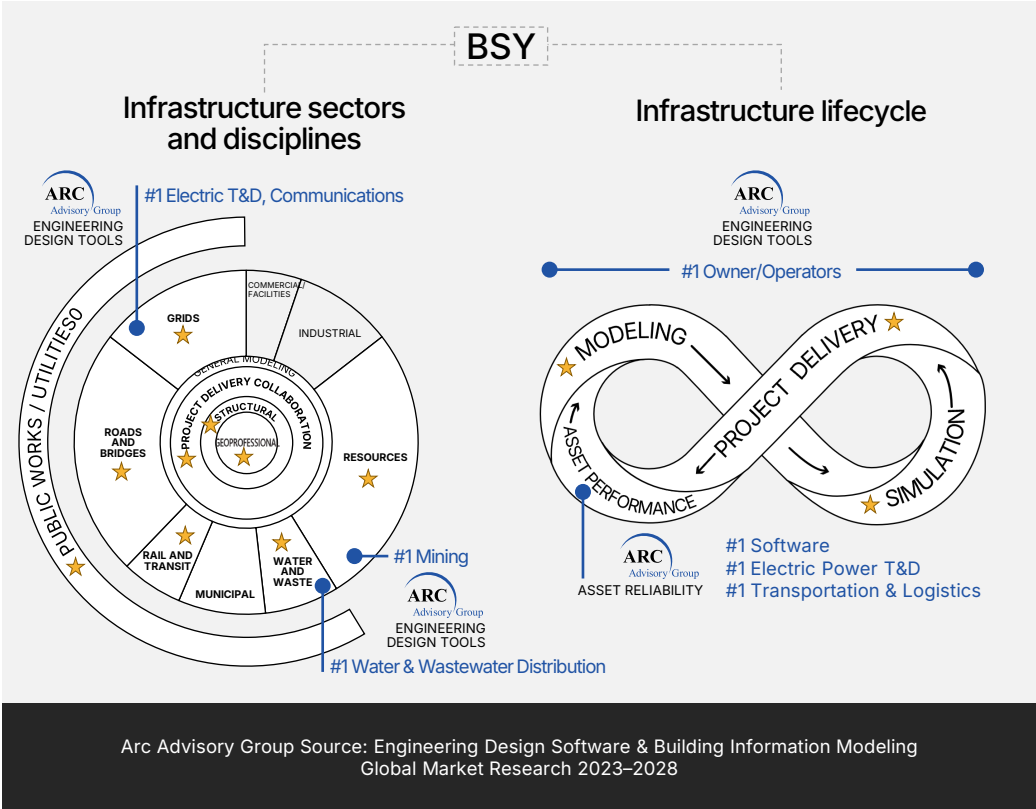 BSY
Infrastructure sectors
and disciplines
ARC
Advisory Group
ENGINEERING
DESIGN TOOLS
#1 Electric T&D, Communications
PUBLIC WORKS / UTILITIES0
COMMERCIAL/
FACILITIES
GRIDS
INDUSTRIAL
GENERAL MODELING
PROJECT DELIVERY COLLABORATION
STRUCTURAL
GEOPROFESSIONAL
ROADS
AND
BRIDGES
RESOURCES
RAIL AND
TRANSIT
WATER
AND
WASTE
MUNICIPAL
#1 Mining
ARC
Advisory Group
ENGINEERING
DESIGN TOOLS
#1 Water & Wastewater Distribution
Infrastructure lifecycle
ARC
Advisory Group
ENGINEERING
DESIGN TOOLS
#1 Owner/Operators
MODELING
PROJECT DELIVERY
ASSET PERFORMANCE
SIMULATION
ARC
Advisory Group
ASSET RELIABILITY
#1 Software
#1 Electric Power T&D
#1 Transportation & Logistics
Arc Advisory Group Source: Engineering Design Software & Building Information Modeling
Global Market Research 2023–2028